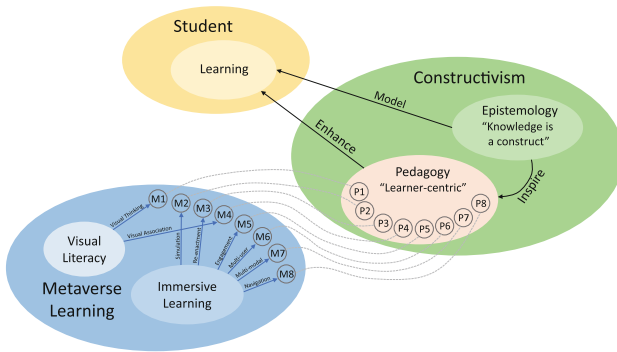 Student
Learning
Constructivism
Model
Epistemology
"Knowledge is
a construct"
Enhance
Inspire
Pedagogy
"Learner-centric"
P1
P2
P3
P4
P5
P6
P7
P8
M1
M2
M3
M4
M5
M6
M7
M8
Visual Thinking
Visual Association
Simulation
Re-enactment
Engagement
Multi-user
Multi-modal
Navigation
Visual
Literacy
Immersive
Learning
Metaverse
Learning